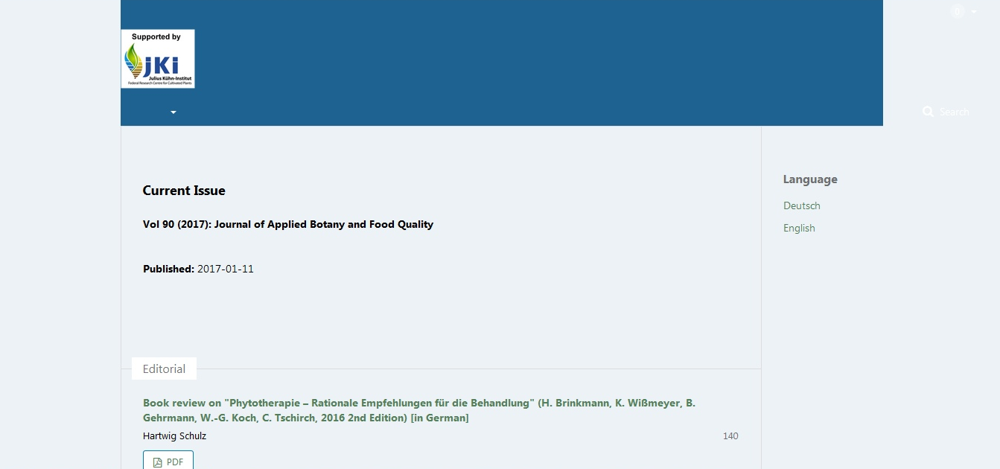 0
Supported by
JKI
Julius Kühn-Institut
Federal Research Centre for Cultivated Plants
Search
Current Issue
Vol 90 (2017): Journal of Applied Botany and Food Quality
Published: 2017-01-11
Language
Deutsch
English
Editorial
Book review on "Phytotherapie – Rationale Empfehlungen für die Behandlung" (H. Brinkmann, K. Wißmeyer, B.
Gehrmann, W.-G. Koch, C. Tschirch, 2016 2nd Edition) [in German]
Hartwig Schulz 140
PDF